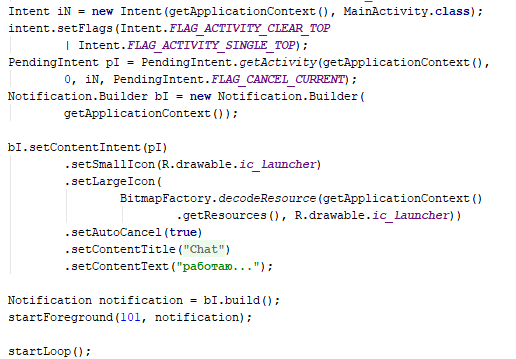 Intent iN = new Intent(getApplicationContext(), MainActivity.class);
intent.setFlags(Intent.FLAG_ACTIVITY_CLEAR_TOP
| Intent.FLAG_ACTIVITY_SINGLE_TOP);
PendingIntent pI = PendingIntent.getActivity(getApplicationContext(),
0, iN, PendingIntent.FLAG_CANCEL_CURRENT);
Notification.Builder bI = new Notification.Builder(
getApplicationContext());
bI.setContentIntent(pI)
.setSmallIcon(R.drawable.ic_launcher)
.setLargeIcon(
BitmapFactory.decodeResource(getApplicationContext()
.getResources(), R.drawable.ic_launcher))
.setAutoCancel(true)
.setContentTitle("Chat")
.setContentText("работаю...");
Notification notification = bI.build();
startForeground(101, notification);
startLoop();